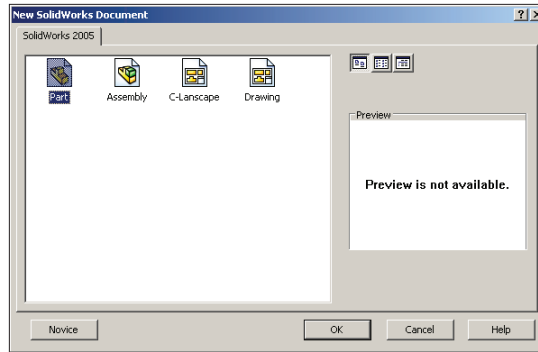 New SolidWorks Document
SolidWorks 2005
Part Assembly C-Lanscape Drawing
Preview
Preview is not available.
Novice OK Cancel Help